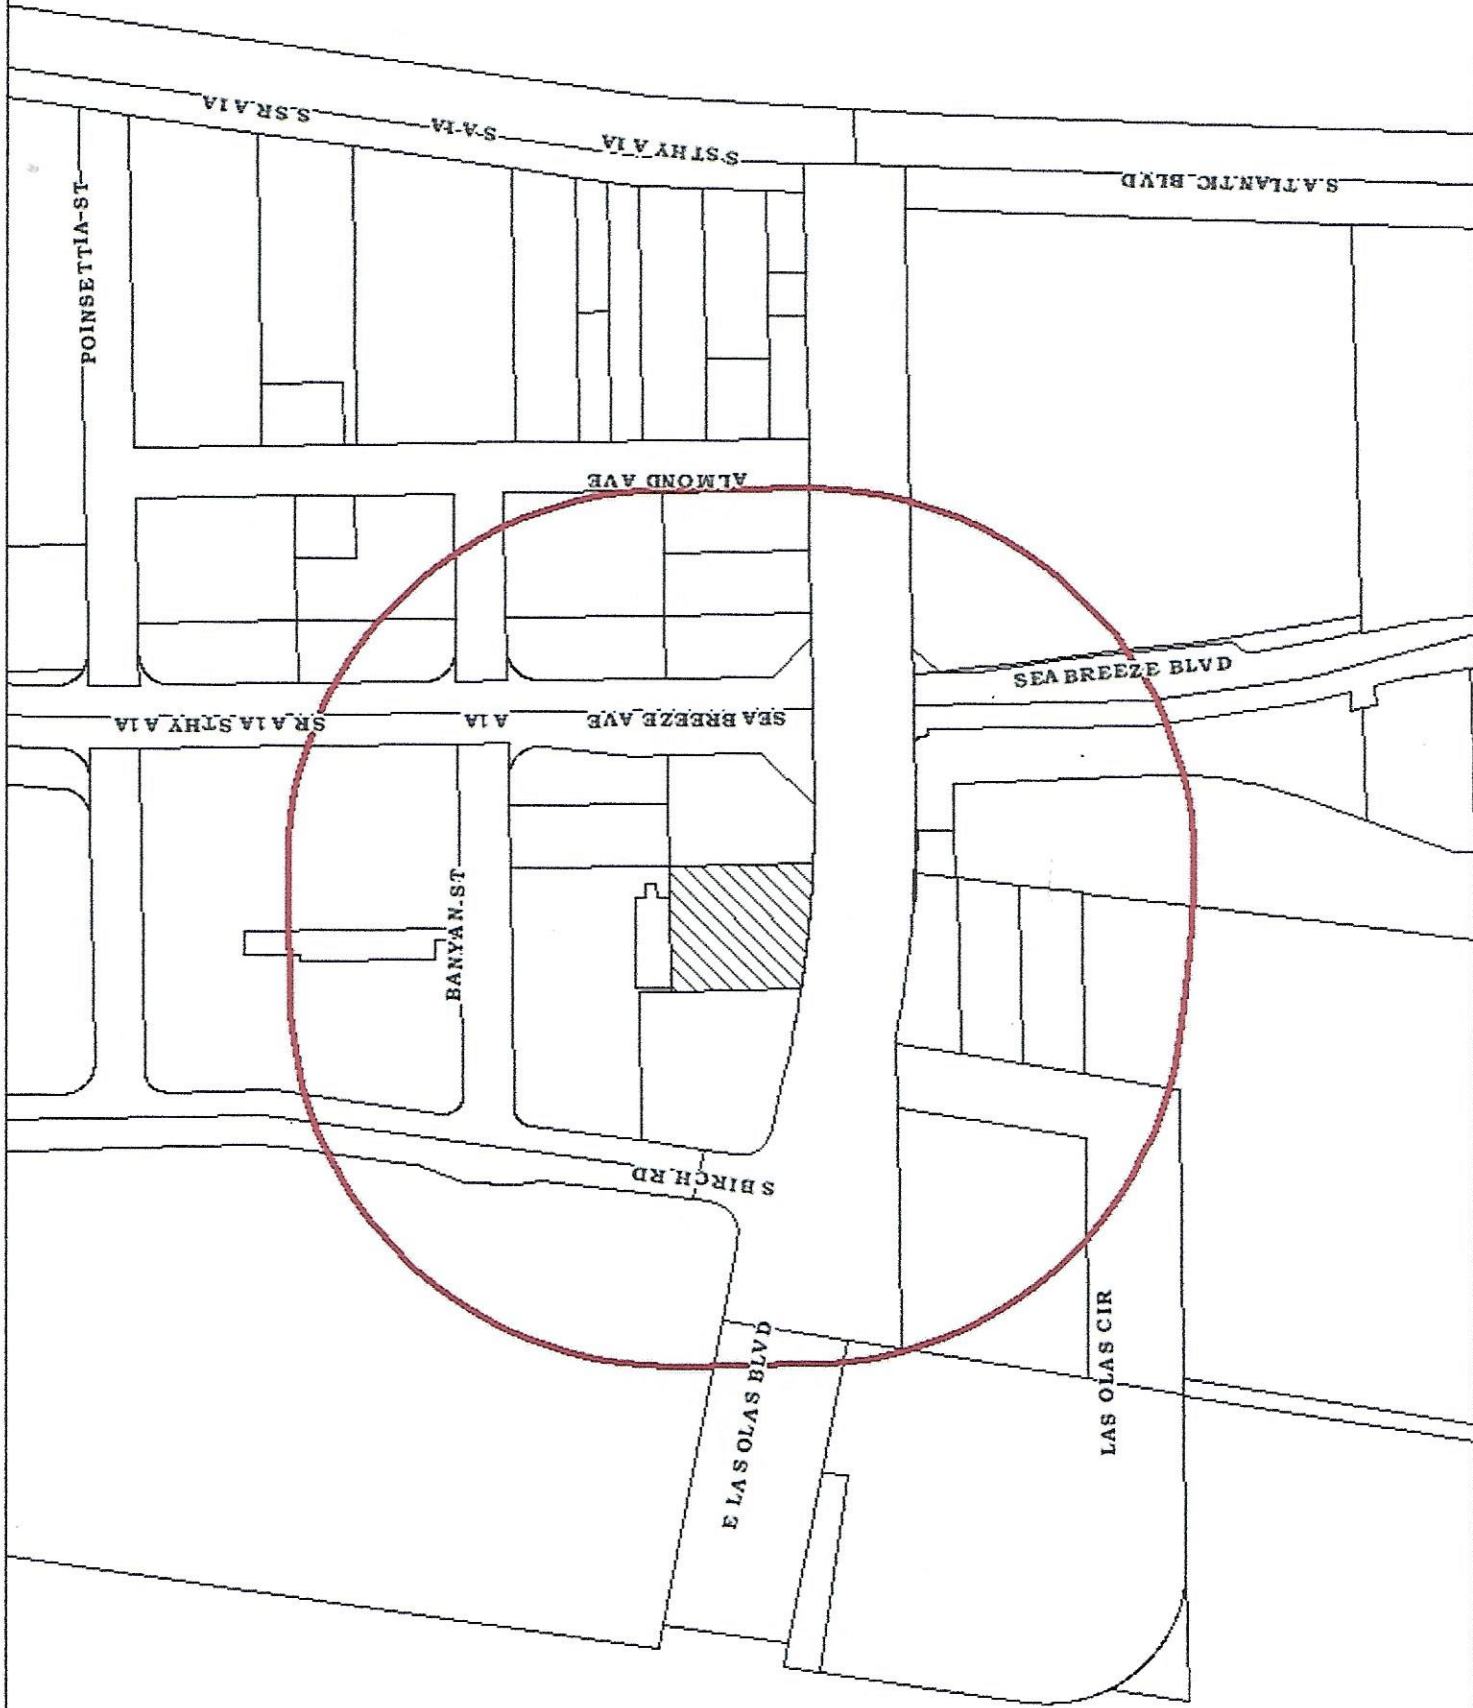 S SR A1A
S A1A
S STHY A1A
S ATLANTIC BLVD
POINSETTIA ST
ALMOND AVE
SEA BREEZE BLVD
SR A1A STHY A1A
A1A
SEA BREEZE AVE
BANYAN ST
S BIRCH RD
E LAS OLAS BLVD
LAS OLAS CIR